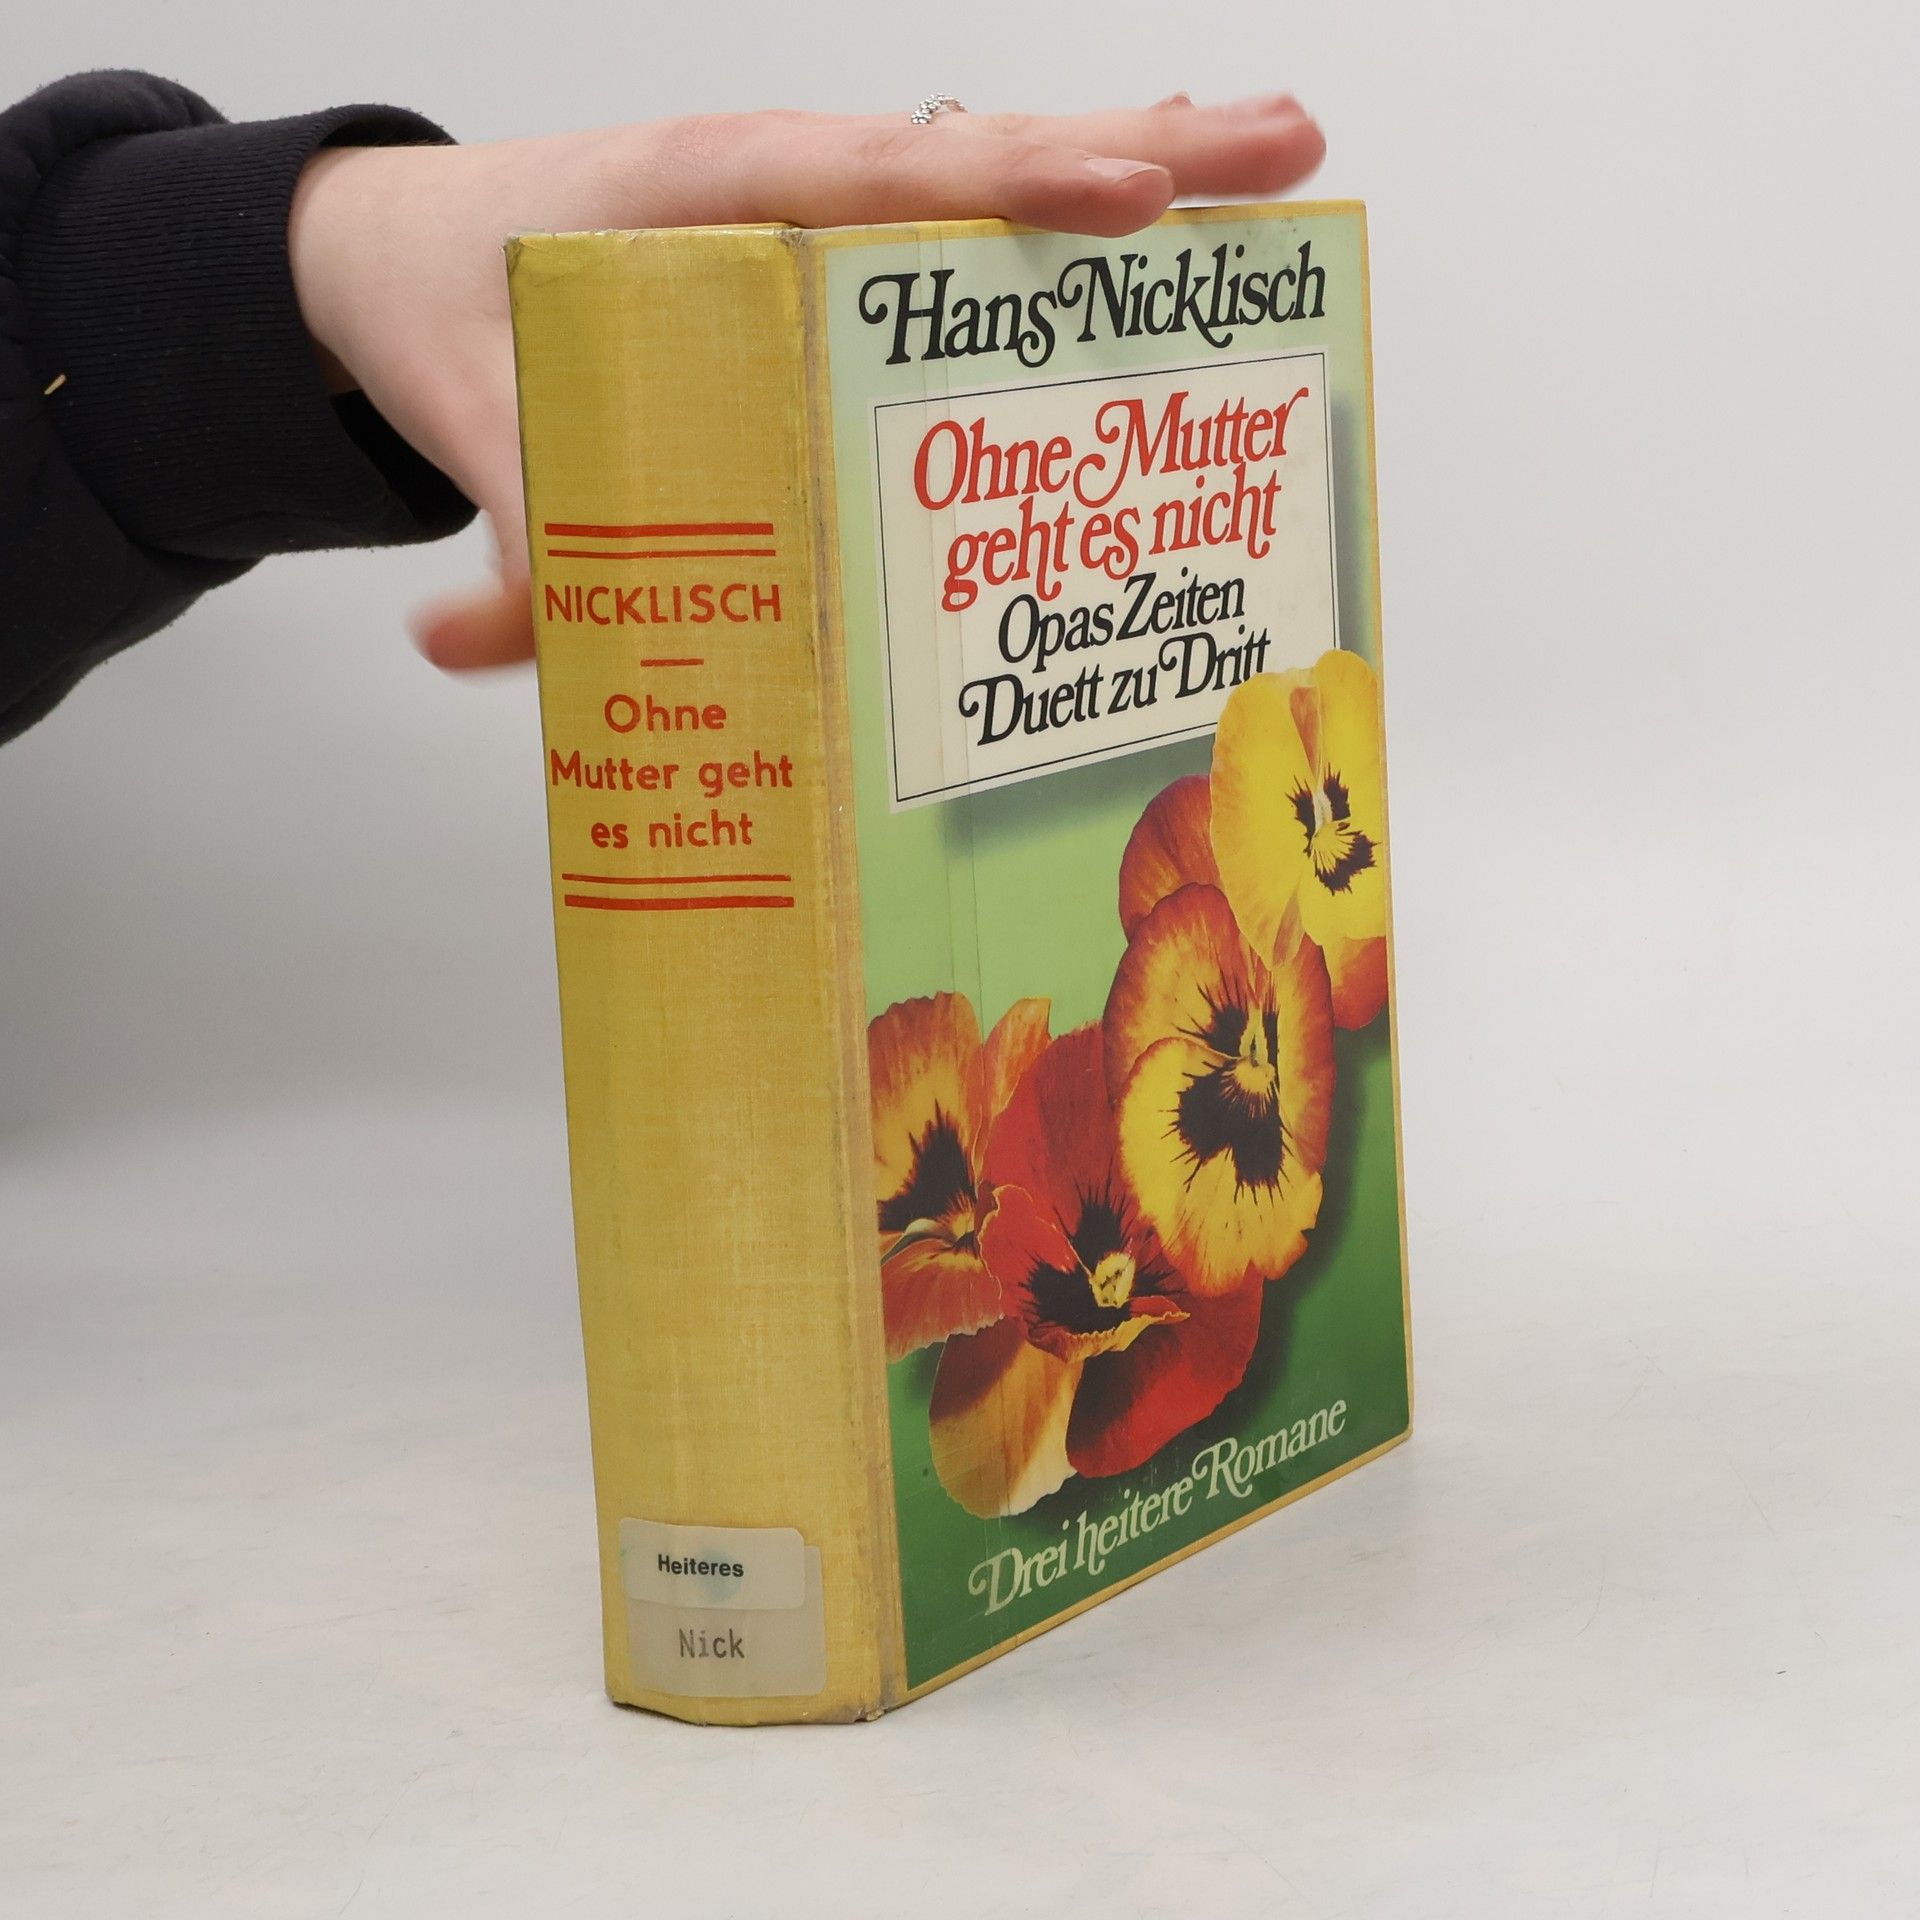 Hans Nicklisch
Ohne Mutter
geht es nicht
Opas Zeiten
Duett zu Dritt
Drei heitere Romane
NICKLISCH
Ohne
Mutter geht
es nicht
Heiteres
Nick